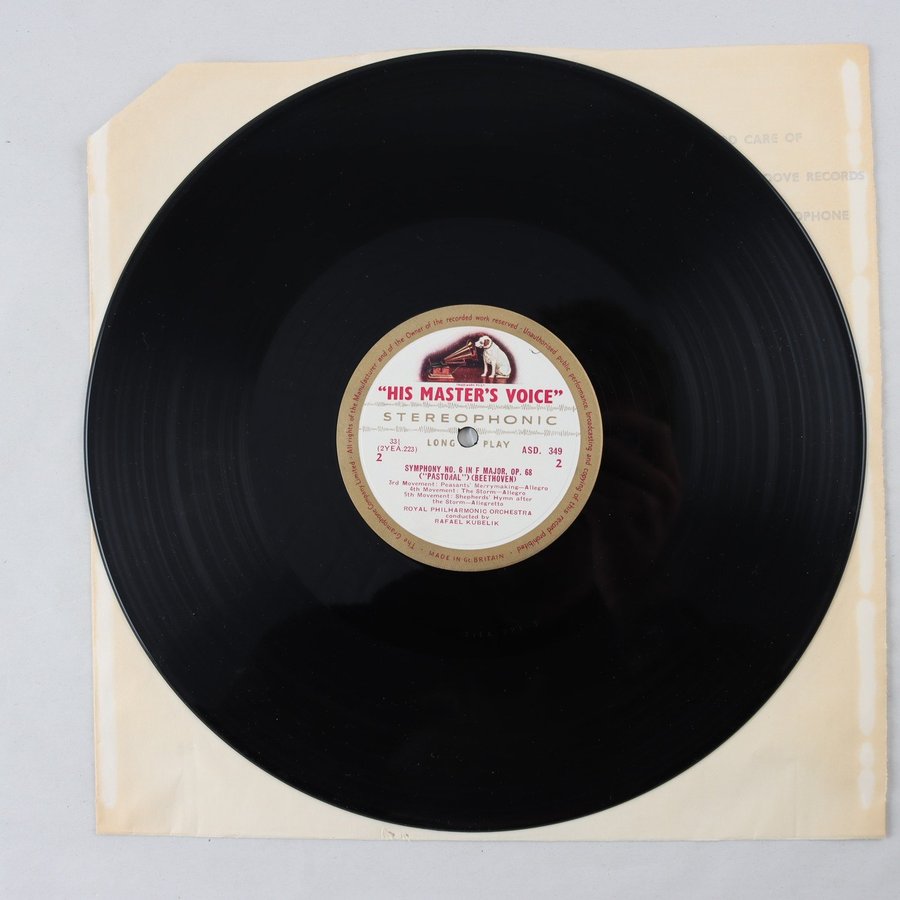 CARE OF
OOVE RECORDS
OPHONE
All rights of the Manufacturer and of the Owner of the recorded work reserved · Unauthorised public performance, broadcasting and copying of this record prohibited
The Gramophone Company Limited ·
MADE IN Gt. BRITAIN
"HIS MASTER'S VOICE"
STEREOPHONIC
LONG PLAY
33⅓
(2YEA.223)
2
ASD. 349
2
SYMPHONY NO. 6 IN F MAJOR, OP. 68
("PASTORAL") (BEETHOVEN)
3rd Movement: Peasants' Merrymaking—Allegro
4th Movement: The Storm—Allegro
5th Movement: Shepherds' Hymn after
the Storm—Allegretto
ROYAL PHILHARMONIC ORCHESTRA
conducted by
RAFAEL KUBELIK